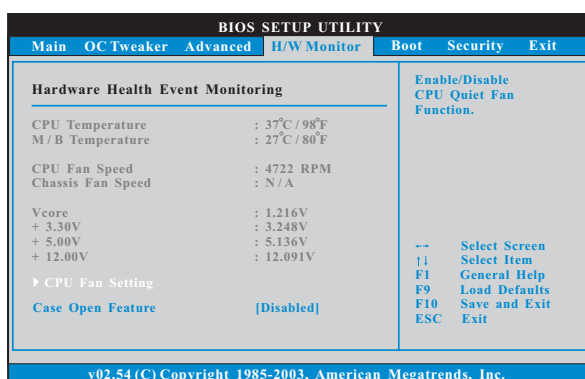 BIOS SETUP UTILITY
Main OC Tweaker Advanced H/W Monitor Boot Security Exit
Hardware Health Event Monitoring
CPU Temperature : 37°C / 98°F
M / B Temperature : 27°C / 80°F
CPU Fan Speed : 4722 RPM
Chassis Fan Speed : N / A
Vcore : 1.216V
+ 3.30V : 3.248V
+ 5.00V : 5.136V
+ 12.00V : 12.091V
CPU Fan Setting
Case Open Feature [Disabled]
Enable/Disable
CPU Quiet Fan
Function.
←→ Select Screen
↑↓ Select Item
F1 General Help
F9 Load Defaults
F10 Save and Exit
ESC Exit
v02.54 (C) Copyright 1985-2003, American Megatrends, Inc.